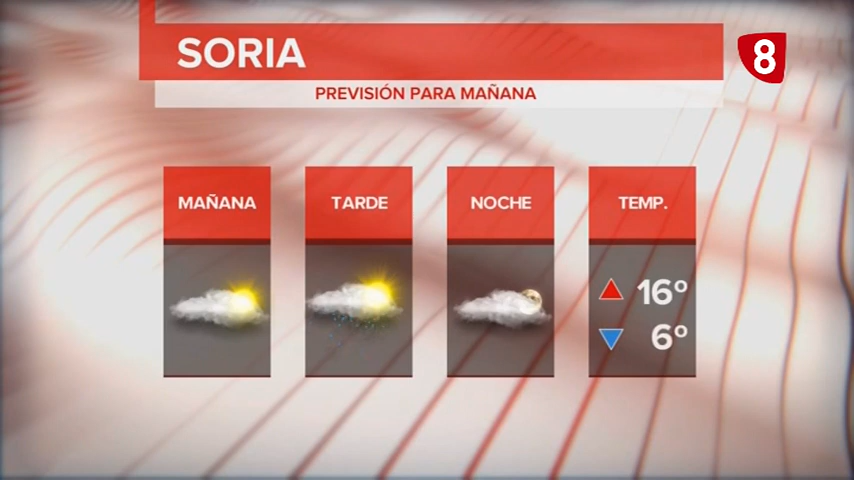 SORIA
8
PREVISIÓN PARA MAÑANA
MAÑANA
TARDE
NOCHE
TEMP.
16º
6º